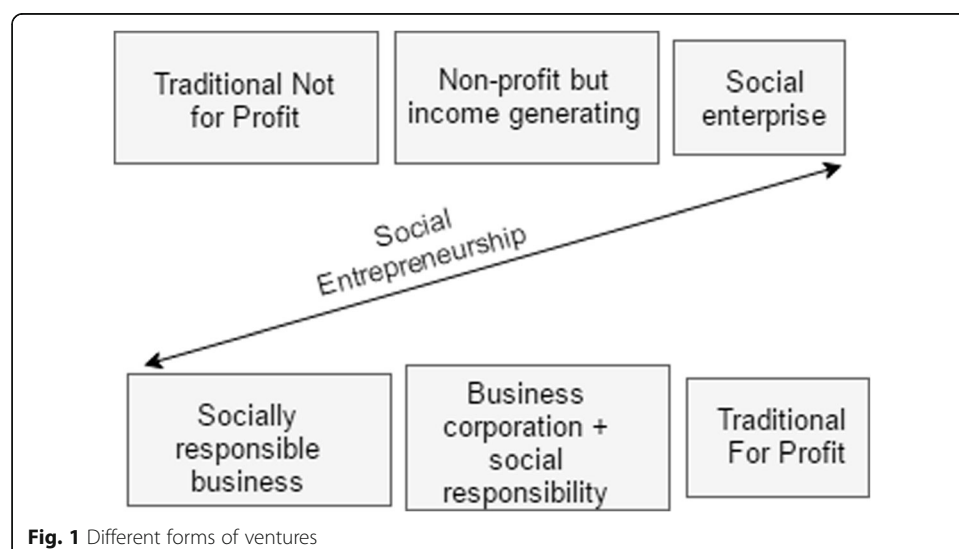 Traditional Not
for Profit
Non-profit but
income generating
Social
enterprise
Social
Entrepreneurship
Socially
responsible
business
Business
corporation +
social
responsibility
Traditional
For Profit
Fig. 1 Different forms of ventures